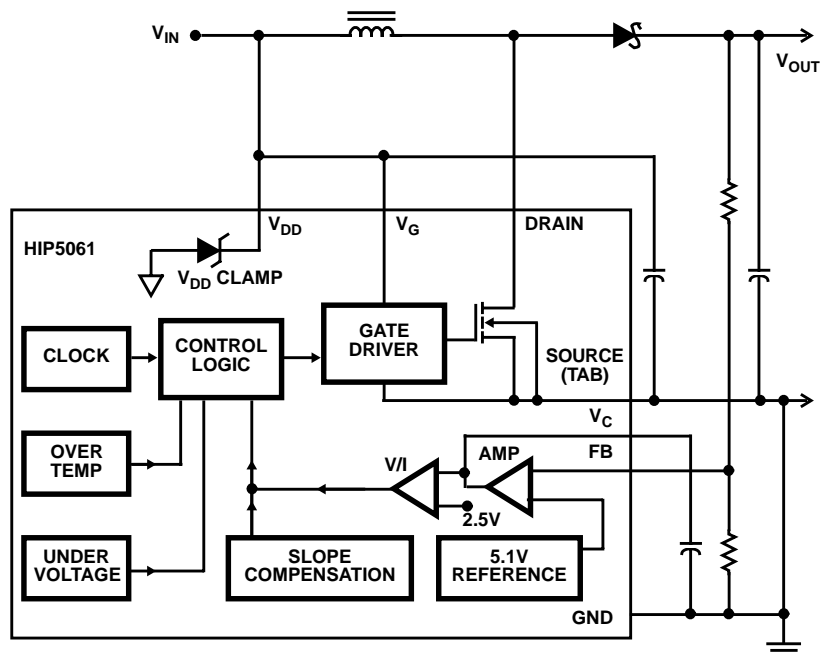 VIN
VOUT
VDD
VG
DRAIN
HIP5061
VDD CLAMP
CLOCK
CONTROL
LOGIC
GATE
DRIVER
SOURCE
(TAB)
VC
OVER
TEMP
V/I
AMP
FB
2.5V
UNDER
VOLTAGE
SLOPE
COMPENSATION
5.1V
REFERENCE
GND